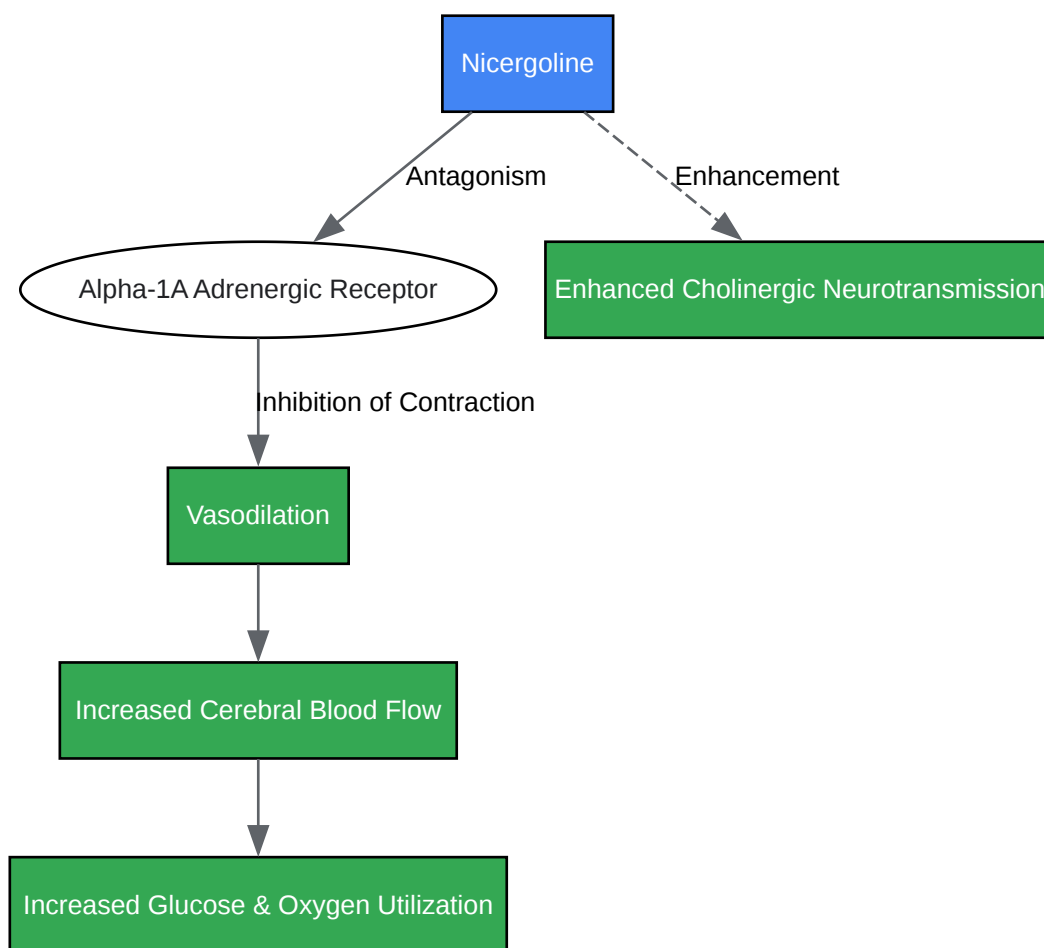 Nicergoline
Antagonism
Enhancement
Alpha-1A Adrenergic Receptor
Enhanced Cholinergic Neurotransmission
Inhibition of Contraction
Vasodilation
Increased Cerebral Blood Flow
Increased Glucose & Oxygen Utilization